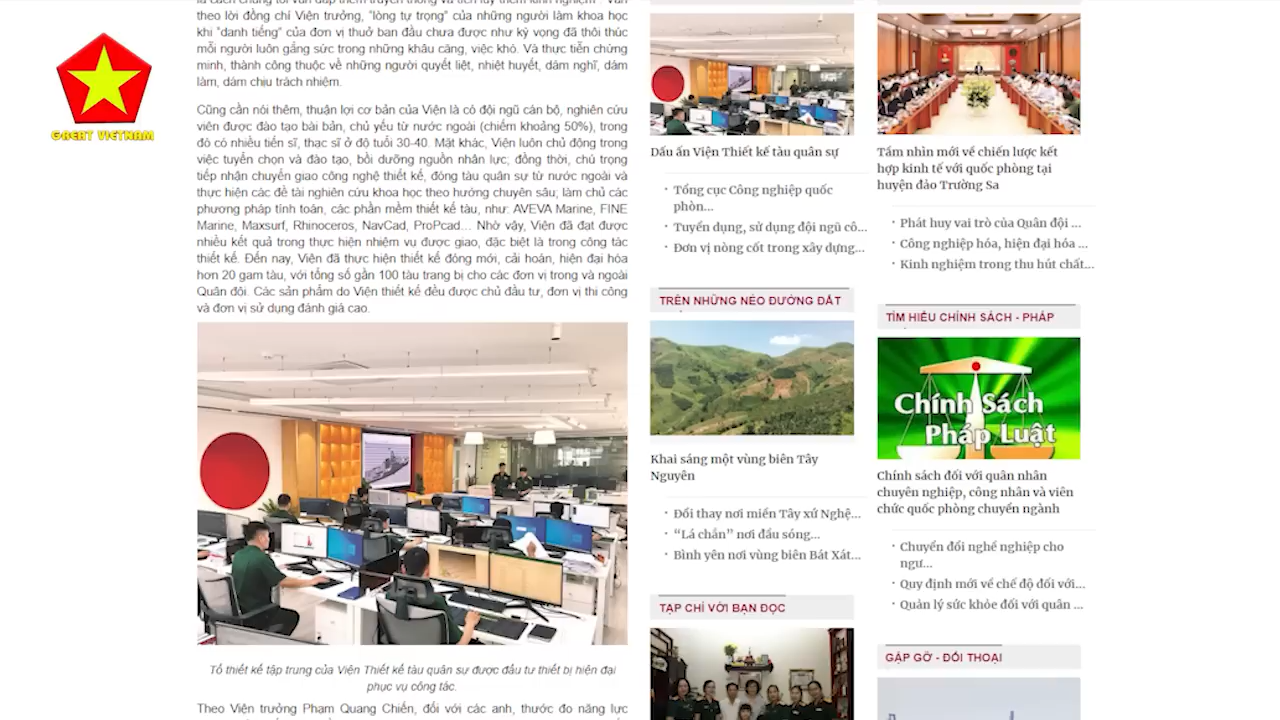 là cách chúng tôi vun đắp thêm truyền thống và tích lũy thêm kinh nghiệm". Vẫn
theo lời đồng chí Viện trưởng, "lòng tự trọng" của những người làm khoa học
khi "danh tiếng" của đơn vị thuở ban đầu chưa được như kỳ vọng đã thôi thúc
mỗi người luôn gắng sức trong những khâu căng, việc khó. Và thực tiễn chứng
minh, thành công thuộc về những người quyết liệt, nhiệt huyết, dám nghĩ, dám
làm, dám chịu trách nhiệm.
Cũng cần nói thêm, thuận lợi cơ bản của Viện là có đội ngũ cán bộ, nghiên cứu
viên được đào tạo bài bản, chủ yếu từ nước ngoài (chiếm khoảng 50%), trong
đó có nhiều tiến sĩ, thạc sĩ ở độ tuổi 30-40. Mặt khác, Viện luôn chủ động trong
việc tuyển chọn và đào tạo, bồi dưỡng nguồn nhân lực; đồng thời, chú trọng
tiếp nhận chuyển giao công nghệ thiết kế, đóng tàu quân sự từ nước ngoài và
thực hiện các đề tài nghiên cứu khoa học theo hướng chuyên sâu; làm chủ các
phương pháp tính toán, các phần mềm thiết kế tàu, như: AVEVA Marine, FINE
Marine, Maxsurf, Rhinoceros, NavCad, ProPcad... Nhờ vậy, Viện đã đạt được
nhiều kết quả trong thực hiện nhiệm vụ được giao, đặc biệt là trong công tác
thiết kế. Đến nay, Viện đã thực hiện thiết kế đóng mới, cải hoán, hiện đại hóa
hơn 20 gam tàu, với tổng số gần 100 tàu trang bị cho các đơn vị trong và ngoài
Quân đội. Các sản phẩm do Viện thiết kế đều được chủ đầu tư, đơn vị thi công
và đơn vị sử dụng đánh giá cao.
Tổ thiết kế tập trung của Viện Thiết kế tàu quân sự được đầu tư thiết bị hiện đại
phục vụ công tác.
Theo Viện trưởng Phạm Quang Chiến, đối với các anh, thước đo năng lực
GREAT VIETNAM
Dấu ấn Viện Thiết kế tàu quân sự
Tổng cục Công nghiệp quốc
phòn...
Tuyển dụng, sử dụng đội ngũ cô...
Đơn vị nòng cốt trong xây dựng...
TRÊN NHỮNG NẺO ĐƯỜNG ĐẤT
Khai sáng một vùng biên Tây
Nguyên
Đổi thay nơi miền Tây xứ Nghệ...
“Lá chắn” nơi đầu sóng...
Bình yên nơi vùng biên Bát Xát...
TẠP CHÍ VỚI BẠN ĐỌC
Tầm nhìn mới về chiến lược kết
hợp kinh tế với quốc phòng tại
huyện đảo Trường Sa
Phát huy vai trò của Quân đội ...
Công nghiệp hóa, hiện đại hóa ...
Kinh nghiệm trong thu hút chất...
TÌM HIỂU CHÍNH SÁCH - PHÁP
Chính Sách
Pháp Luật
Chính sách đối với quân nhân
chuyên nghiệp, công nhân và viên
chức quốc phòng chuyển ngành
Chuyển đổi nghề nghiệp cho
ngư...
Quy định mới về chế độ đối với...
Quản lý sức khỏe đối với quân ...
GẶP GỠ - ĐỐI THOẠI